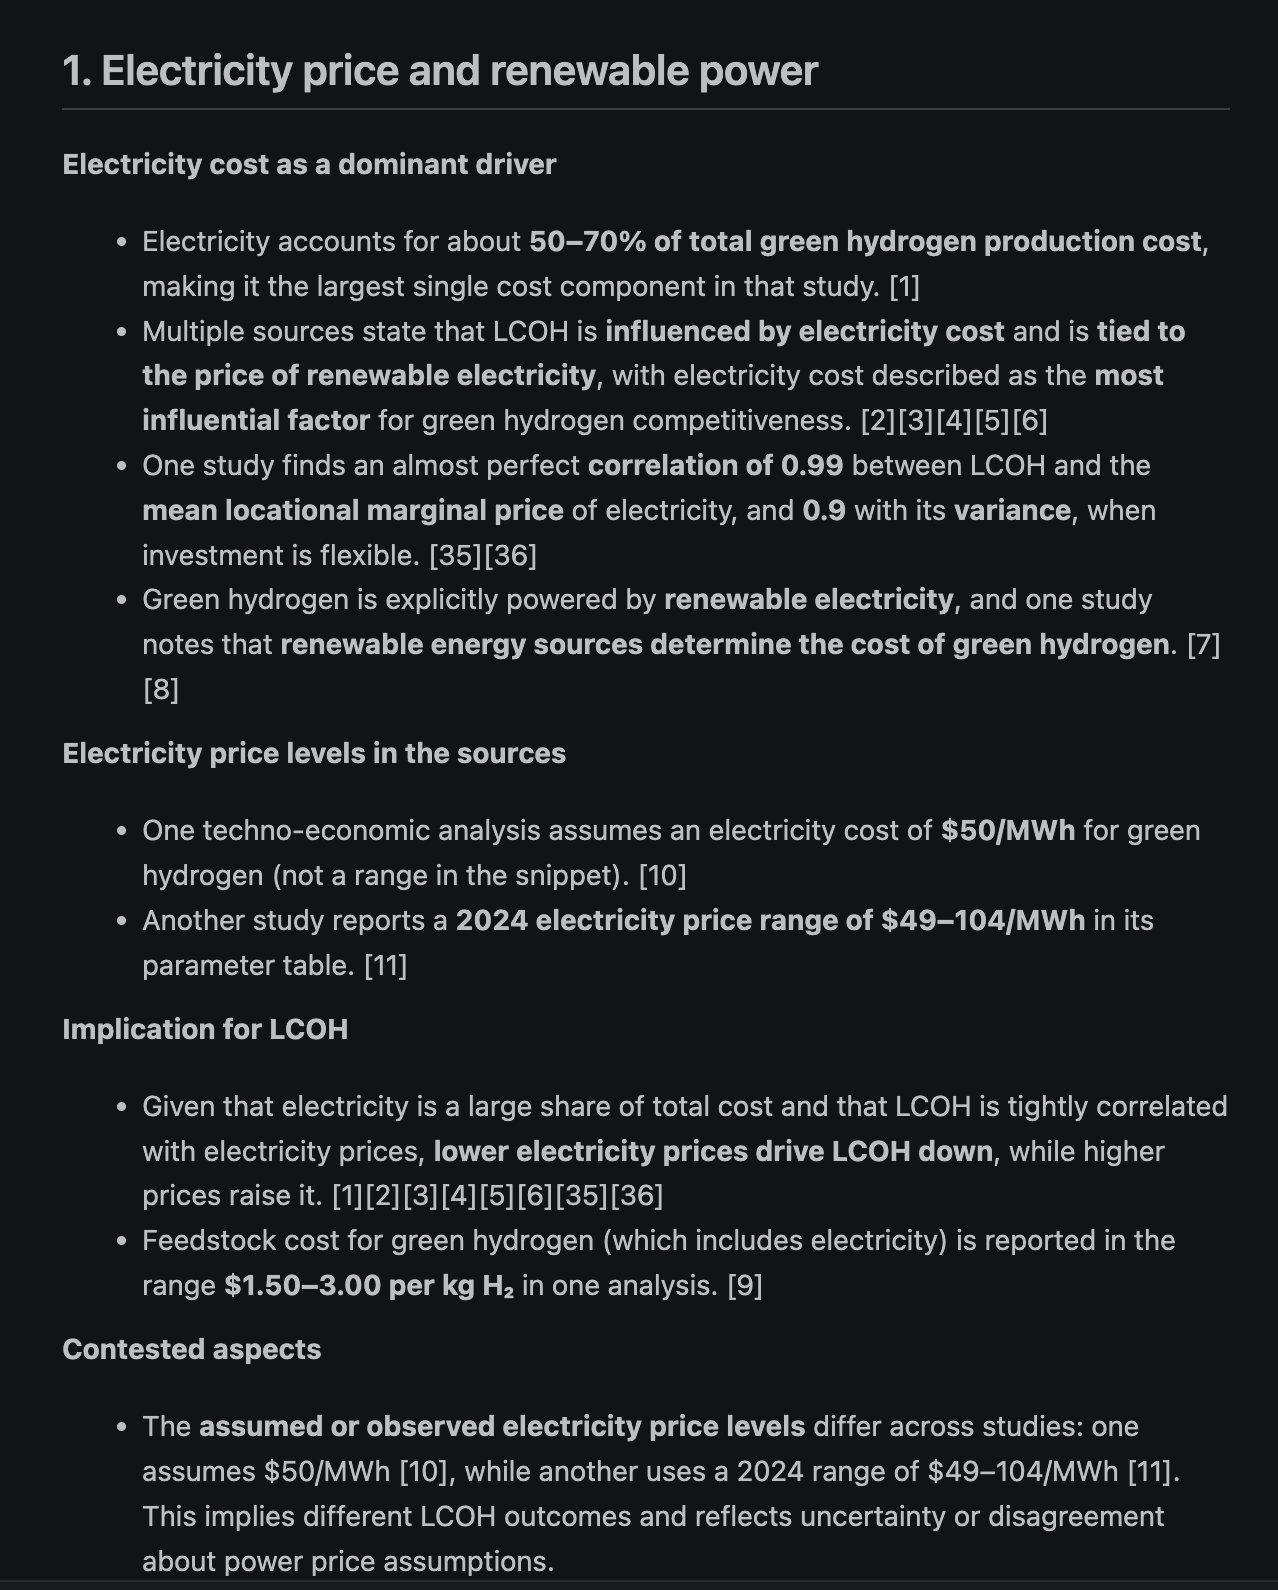 1. Electricity price and renewable power
Electricity cost as a dominant driver
• Electricity accounts for about 50–70% of total green hydrogen production cost,
making it the largest single cost component in that study. [1]
• Multiple sources state that LCOH is influenced by electricity cost and is tied to
the price of renewable electricity, with electricity cost described as the most
influential factor for green hydrogen competitiveness. [2][3][4][5][6]
• One study finds an almost perfect correlation of 0.99 between LCOH and the
mean locational marginal price of electricity, and 0.9 with its variance, when
investment is flexible. [35][36]
• Green hydrogen is explicitly powered by renewable electricity, and one study
notes that renewable energy sources determine the cost of green hydrogen. [7]
[8]
Electricity price levels in the sources
• One techno-economic analysis assumes an electricity cost of $50/MWh for green
hydrogen (not a range in the snippet). [10]
• Another study reports a 2024 electricity price range of $49–104/MWh in its
parameter table. [11]
Implication for LCOH
• Given that electricity is a large share of total cost and that LCOH is tightly correlated
with electricity prices, lower electricity prices drive LCOH down, while higher
prices raise it. [1][2][3][4][5][6][35][36]
• Feedstock cost for green hydrogen (which includes electricity) is reported in the
range $1.50–3.00 per kg H₂ in one analysis. [9]
Contested aspects
• The assumed or observed electricity price levels differ across studies: one
assumes $50/MWh [10], while another uses a 2024 range of $49–104/MWh [11].
This implies different LCOH outcomes and reflects uncertainty or disagreement
about power price assumptions.